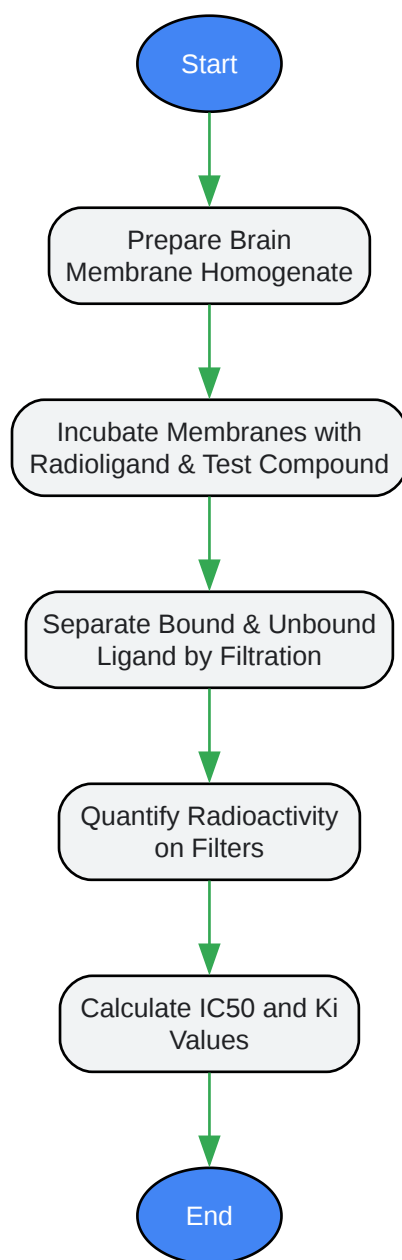 Start
Prepare Brain
Membrane Homogenate
Incubate Membranes with
Radioligand & Test Compound
Separate Bound & Unbound
Ligand by Filtration
Quantify Radioactivity
on Filters
Calculate IC50 and Ki
Values
End